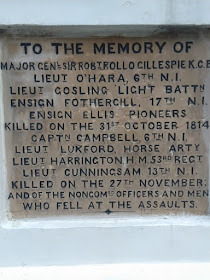 TO THE MEMORY OF
MAJOR GENLSIR ROBT ROLLO GILLESPIE K.C.B
LIEUT O'HARA, 6TH N.I.
LIEUT GOSLING LIGHT BATTN
ENSIGN FOTHERGILL, 17TH N.I.
ENSIGN ELLIS PIONEERS
KILLED ON THE 31ST OCTOBER 1814
CAPTN CAMPBELL 6TH N.I.
LIEUT LUXFORD, HORSE ARTY
LIEUT HARRINGTON H M 53RD REGT
LIEUT CUNNINGSAM 13TH N.I.
KILLED ON THE 27TH NOVEMBER:
AND OF THE NONCOMD OFFICERS AND MEN
WHO FELL AT THE ASSAULTS.